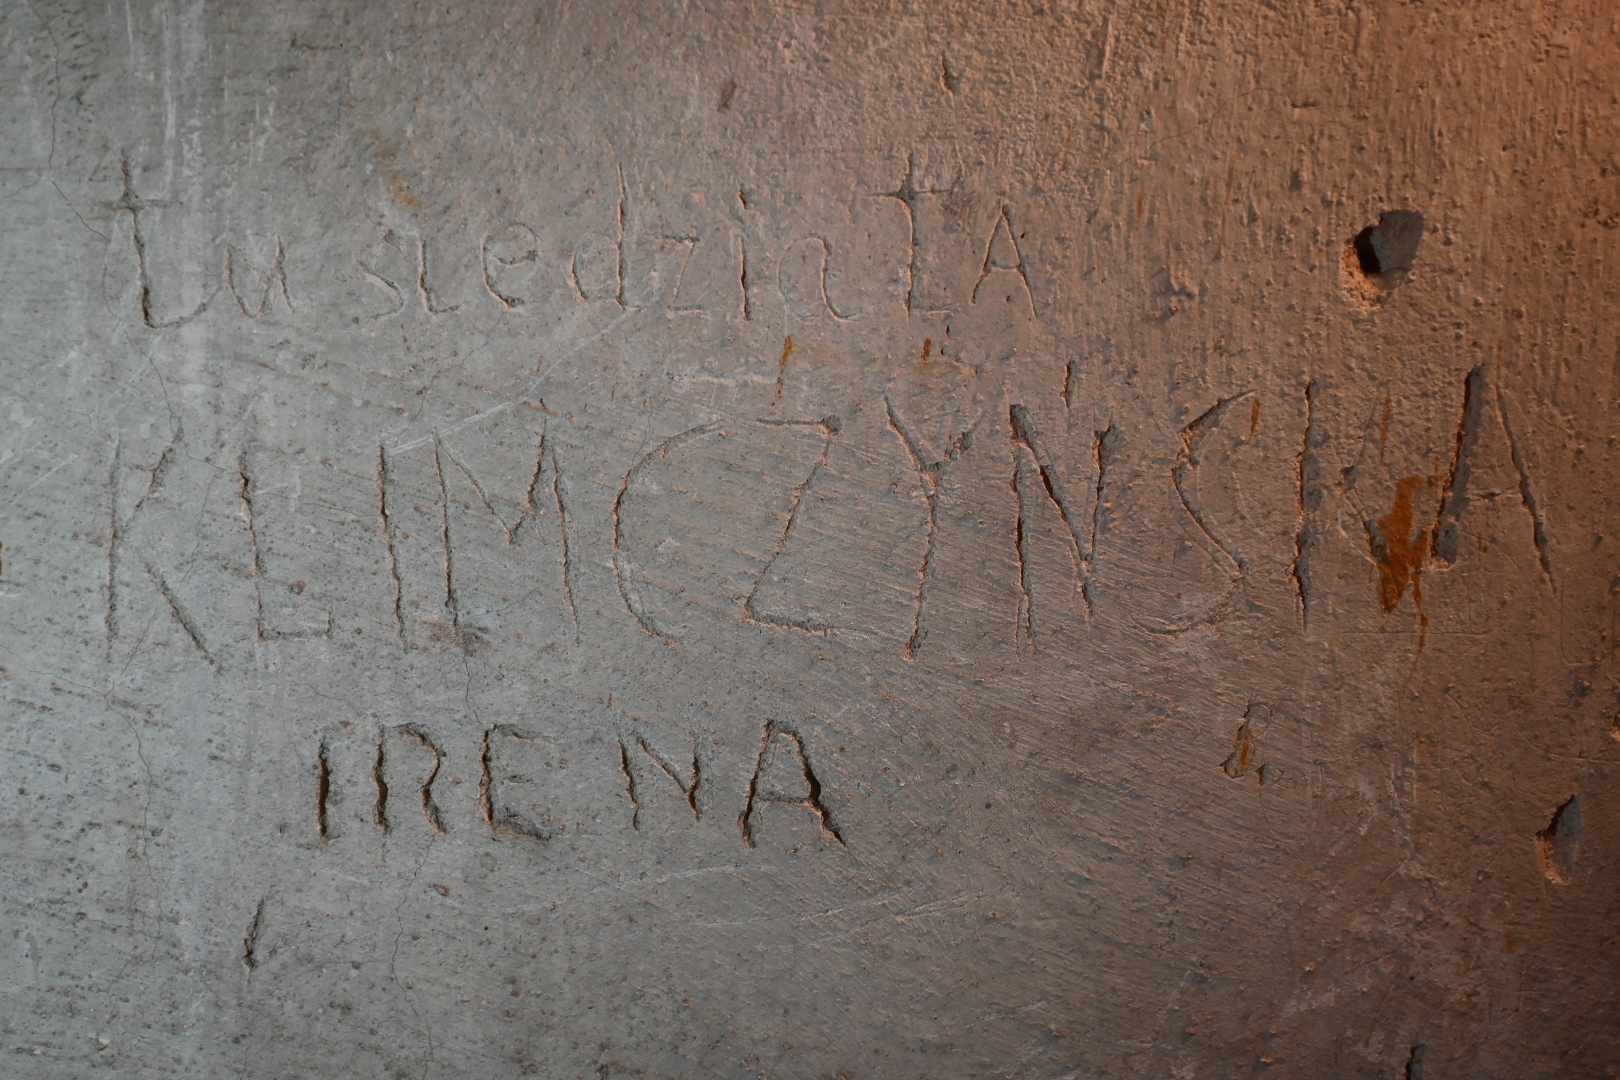 tu siedziałA
KLIMCZYŃSKA
IRENA